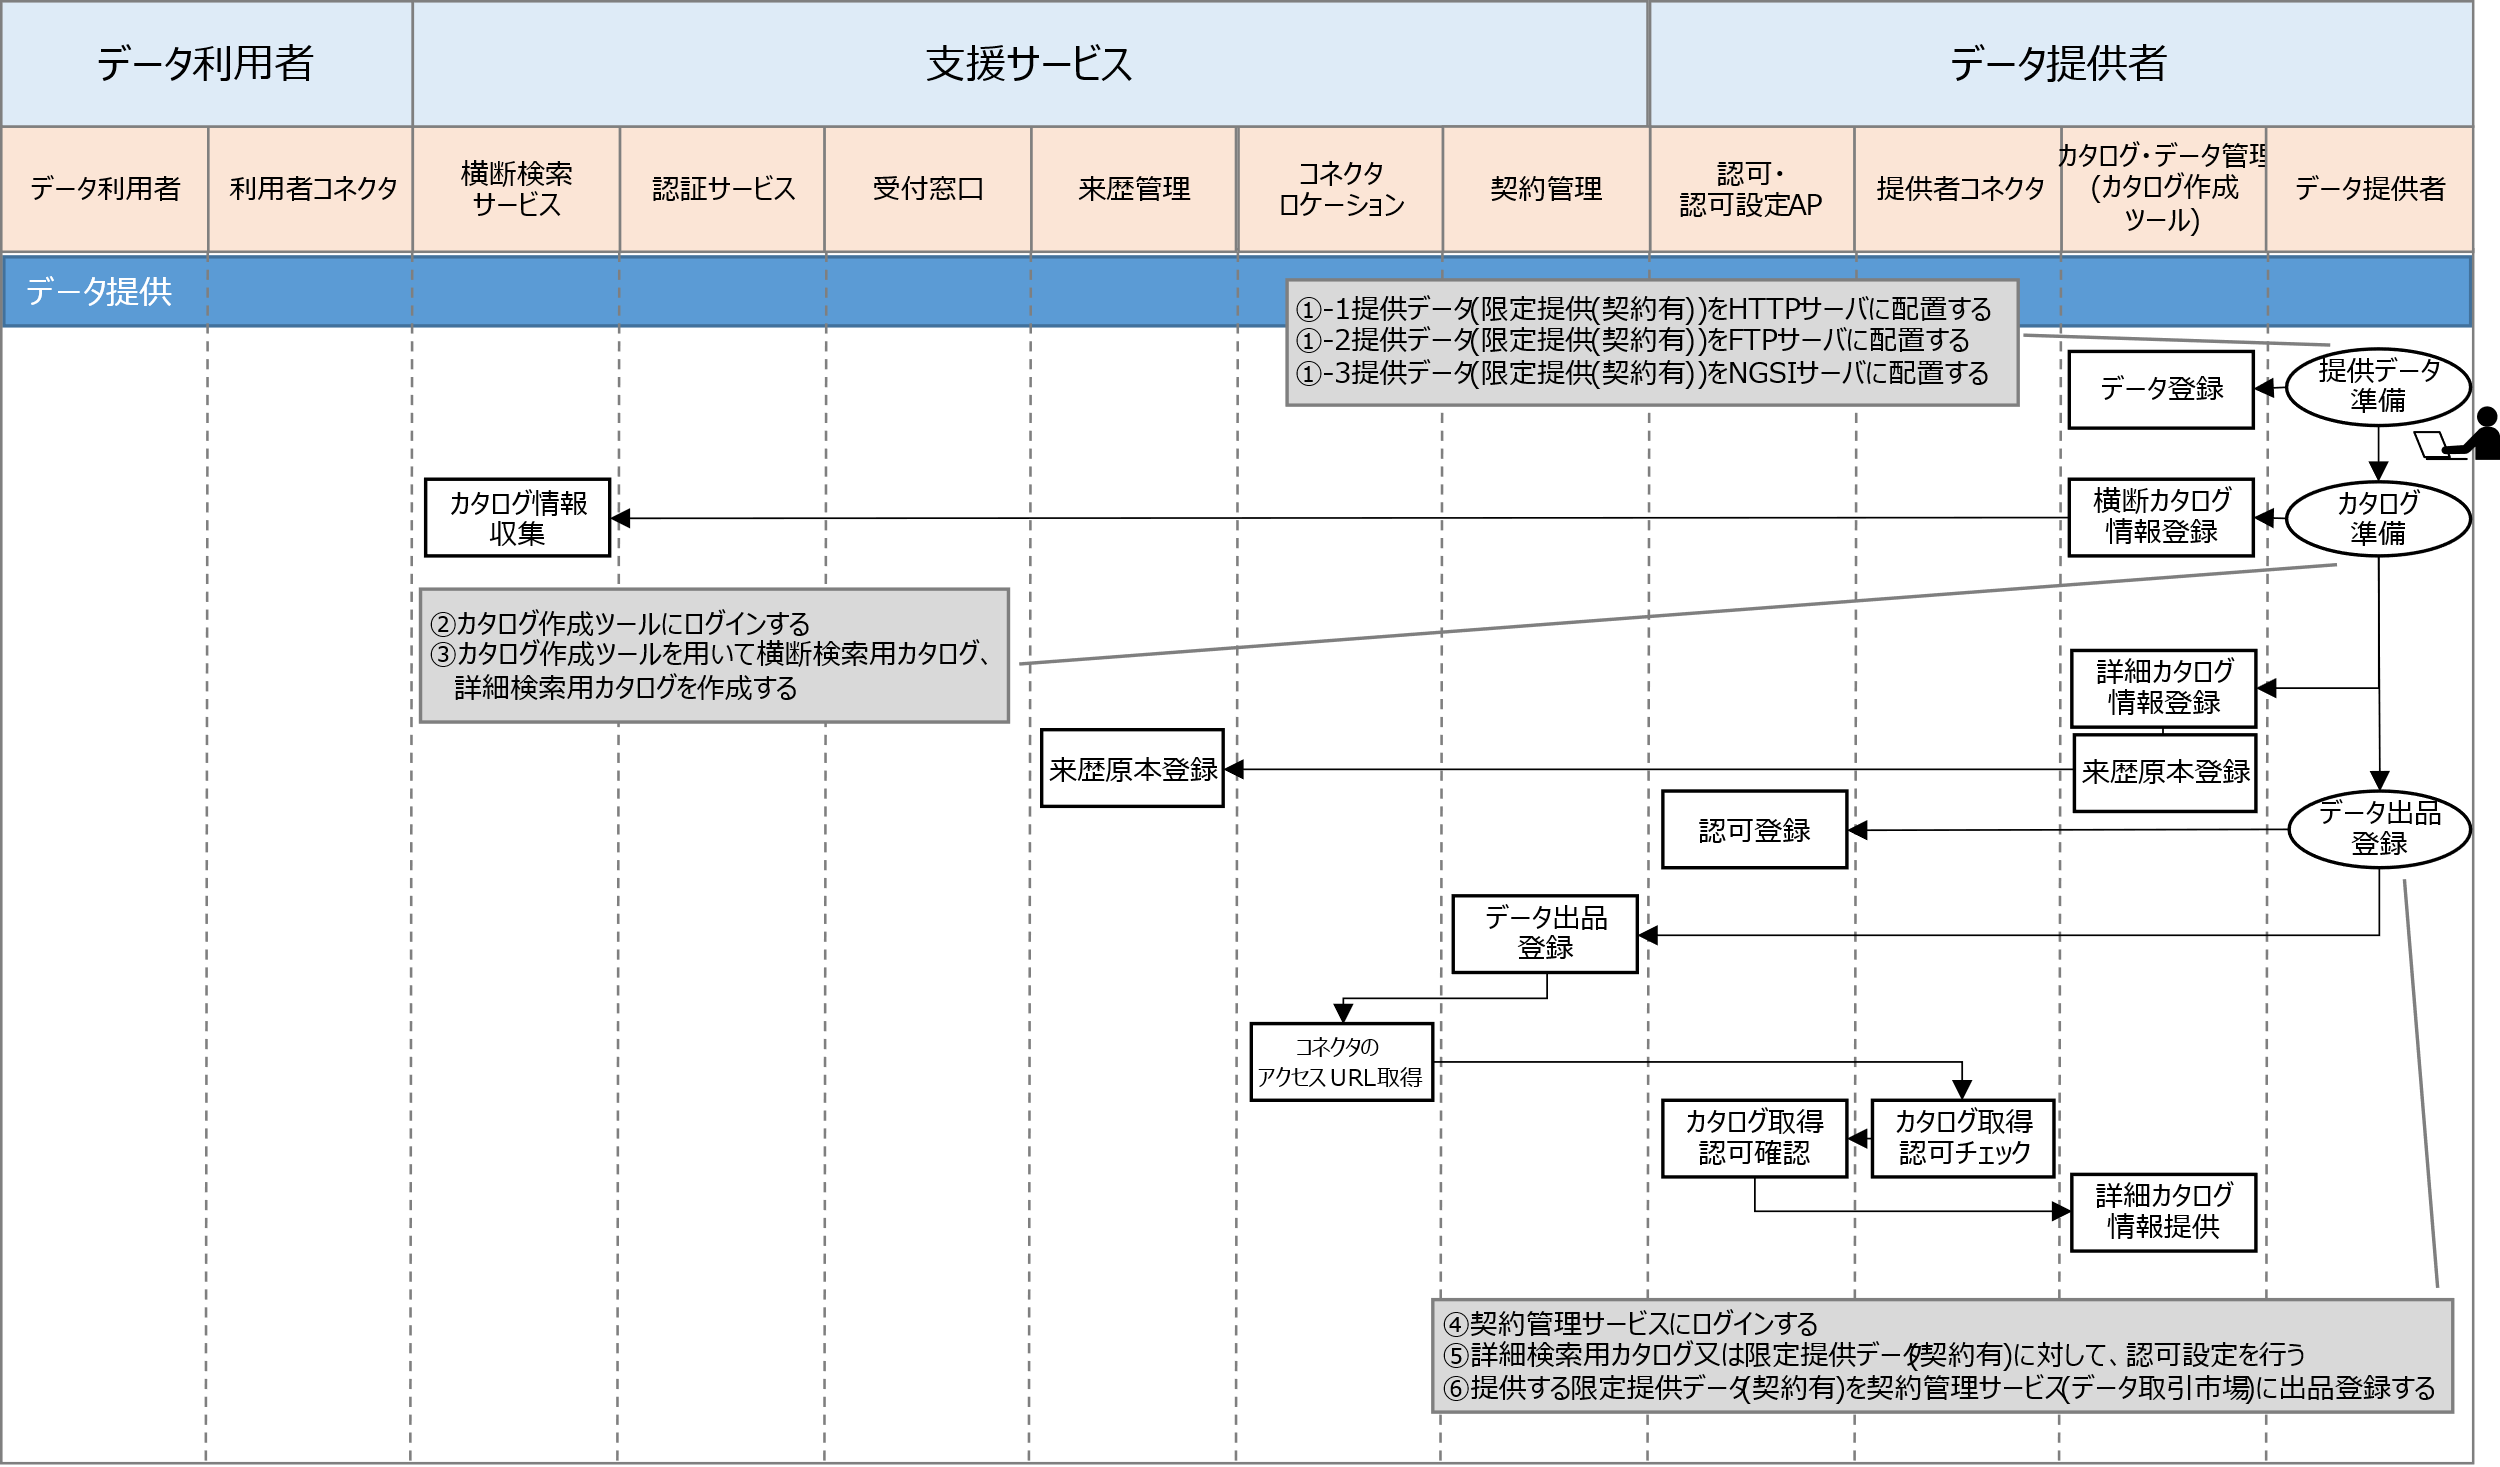 データ利用者
支援サービス
データ提供者
データ利用者
利用者コネクタ
横断検索
サービス
認証サービス
受付窓口
来歴管理
コネクタ
ロケーション
契約管理
認可・
認可設定AP
提供者コネクタ
カタログ・データ管理
(カタログ作成
ツール)
データ提供者
データ提供
①-1提供データ(限定提供(契約有))をHTTPサーバに配置する
①-2提供データ(限定提供(契約有))をFTPサーバに配置する
①-3提供データ(限定提供(契約有))をNGSIサーバに配置する
データ登録
提供データ
準備
カタログ情報
収集
横断カタログ
情報登録
カタログ
準備
②カタログ作成ツールにログインする
③カタログ作成ツールを用いて横断検索用カタログ、
詳細検索用カタログを作成する
詳細カタログ
情報登録
来歴原本登録
来歴原本登録
データ出品
登録
認可登録
データ出品
登録
コネクタの
アクセスURL取得
カタログ取得
認可確認
カタログ取得
認可チェック
詳細カタログ
情報提供
④契約管理サービスにログインする
⑤詳細検索用カタログ又は限定提供データ(契約有)に対して、認可設定を行う
⑥提供する限定提供データ(契約有)を契約管理サービス(データ取引市場)に出品登録する